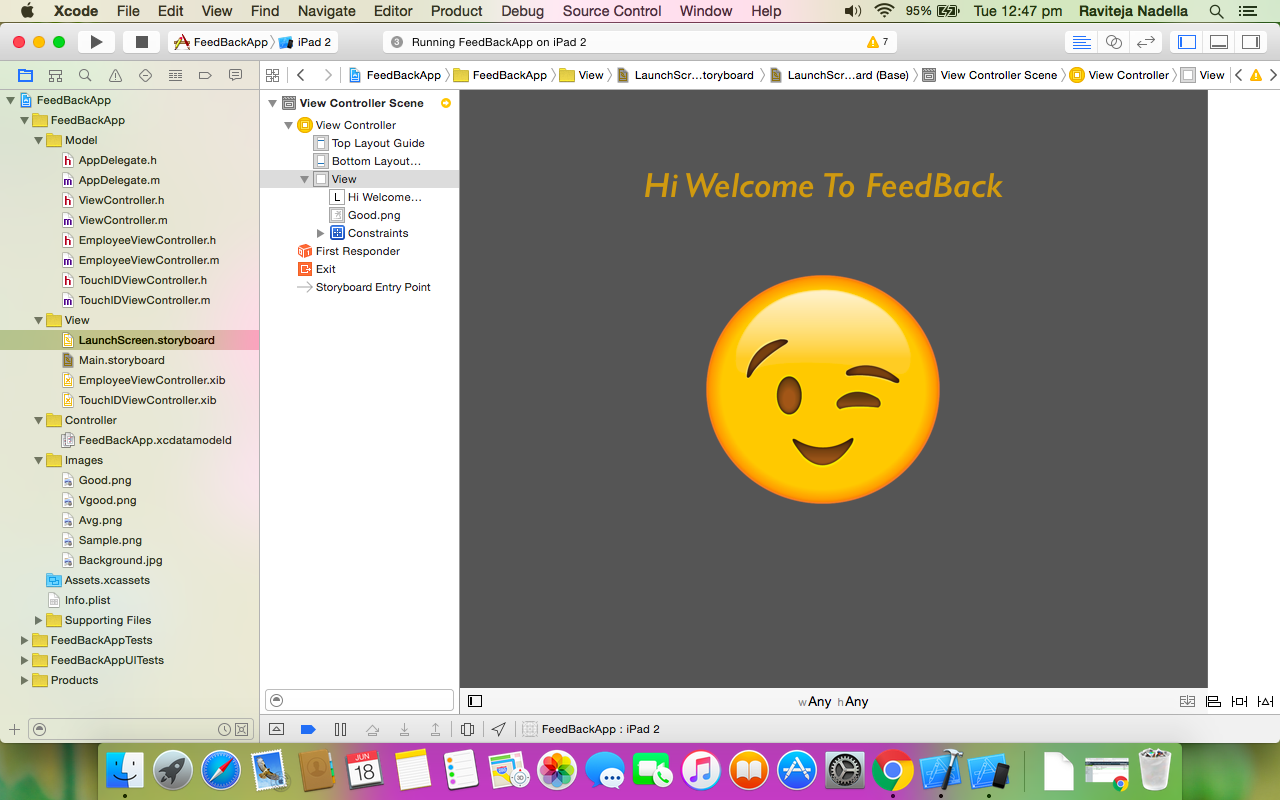 Xcode File Edit View Find Navigate Editor Product Debug Source Control Window Help 95% Tue 12:47 pm Raviteja Nadella
FeedBackApp iPad 2 3 Running FeedBackApp on iPad 2 7
FeedBackApp FeedBackApp View LaunchScr...toryboard LaunchScr...ard (Base) View Controller Scene View Controller View
FeedBackApp
FeedBackApp
Model
h AppDelegate.h
m AppDelegate.m
h ViewController.h
m ViewController.m
h EmployeeViewController.h
m EmployeeViewController.m
h TouchIDViewController.h
m TouchIDViewController.m
View
LaunchScreen.storyboard
Main.storyboard
EmployeeViewController.xib
TouchIDViewController.xib
Controller
FeedBackApp.xcdatamodeld
Images
Good.png
Vgood.png
Avg.png
Sample.png
Background.jpg
Assets.xcassets
Info.plist
Supporting Files
FeedBackAppTests
FeedBackAppUITests
Products
View Controller Scene
View Controller
Top Layout Guide
Bottom Layout...
View
L Hi Welcome...
Good.png
Constraints
First Responder
Exit
Storyboard Entry Point
Hi Welcome To FeedBack
wAny hAny
FeedBackApp : iPad 2
JUN
18